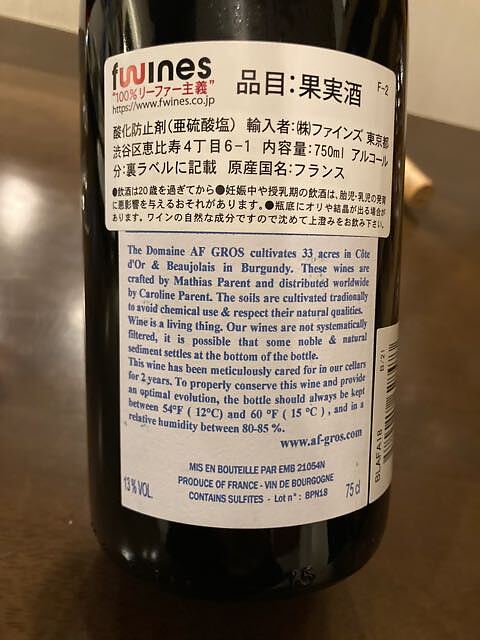 fwines
"100%リーファー主義"
https://www.fwines.co.jp
品目：果実酒
F-2
酸化防止剤（亜硫酸塩） 輸入者：㈱ファインズ 東京都
渋谷区恵比寿4丁目6-1 内容量：750ml アルコール
分：裏ラベルに記載 原産国名：フランス
●飲酒は20歳を過ぎてから●妊娠中や授乳期の飲酒は、胎児・乳児の発育
に悪影響を与えるおそれがあります。●瓶底にオリや結晶が出る場合が
あります。ワインの自然な成分ですので沈めて上澄みをお飲み下さい。
The Domaine AF GROS cultivates 33 acres in Côte
d'Or & Beaujolais in Burgundy. These wines are
crafted by Mathias Parent and distributed worldwide
by Caroline Parent. The soils are cultivated tradionally
to avoid chemical use & respect their natural qualities.
Wine is a living thing. Our wines are not systematically
filtered, it is possible that some noble & natural
sediment settles at the bottom of the bottle.
This wine has been meticulously cared for in our cellars
for 2 years. To properly conserve this wine and provide
an optimal evolution, the bottle should always be kept
between 54°F ( 12°C) and 60 °F ( 15 °C ) , and in a
relative humidity between 80-85 %.
www.af-gros.com
MIS EN BOUTEILLE PAR EMB 21054N
PRODUCE OF FRANCE - VIN DE BOURGOGNE
CONTAINS SULFITES - Lot n° : BPN18
13 % VOL.
75 cl
B/21
BLAFA18